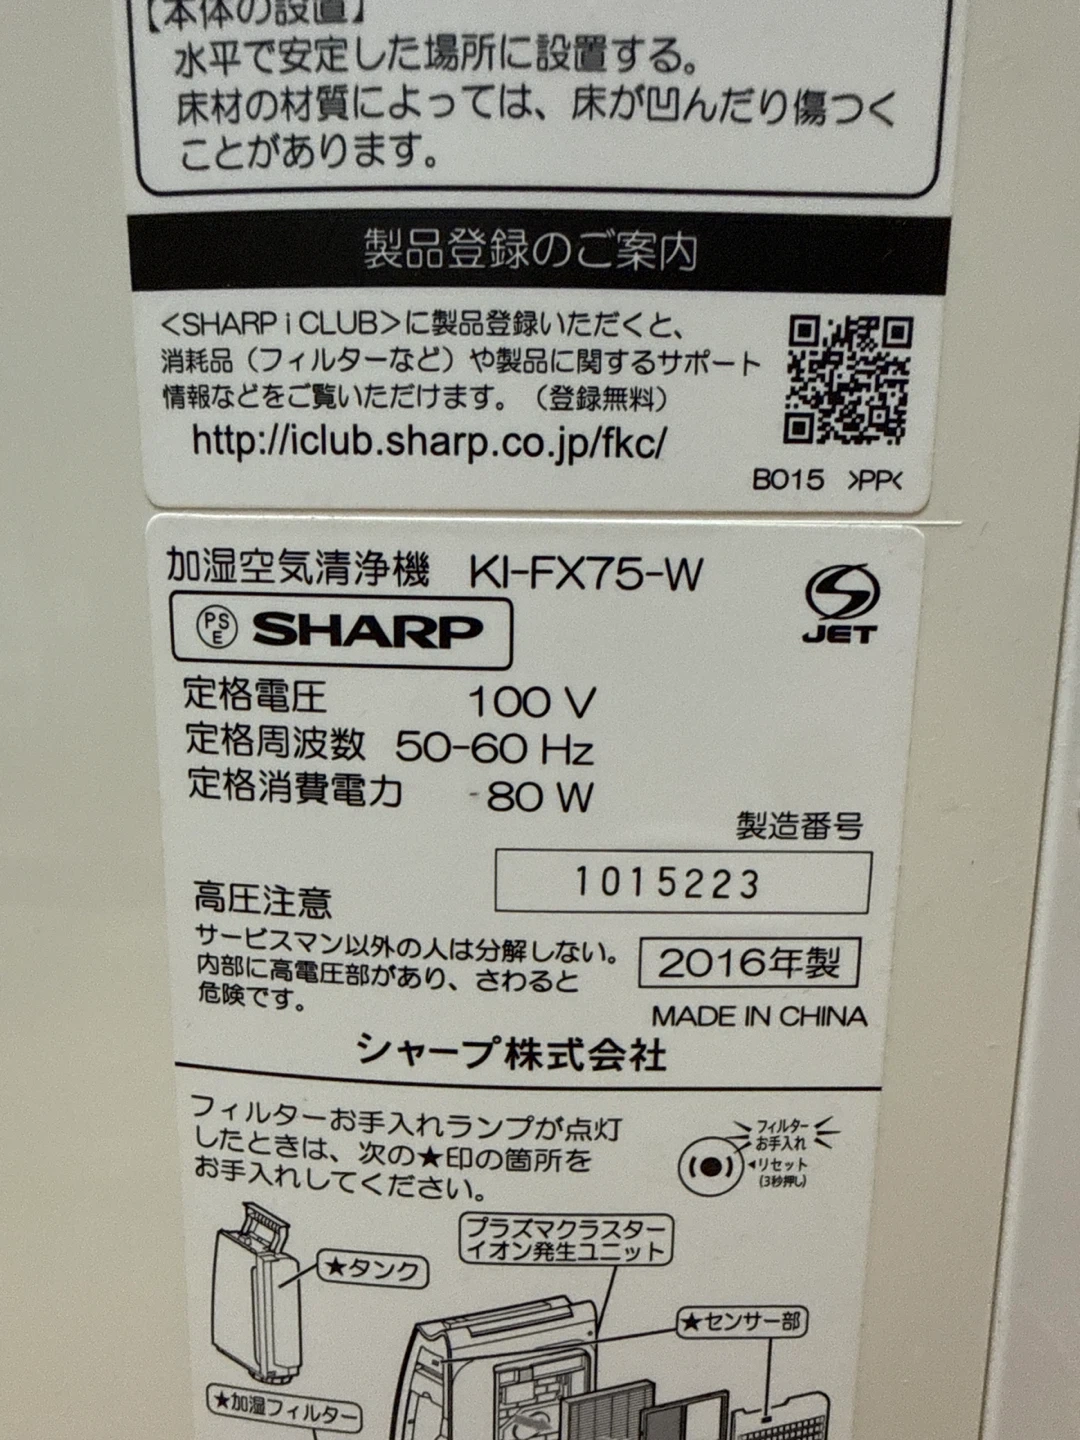 【本体の設置】
水平で安定した場所に設置する。
床材の材質によっては、床が凹んだり傷つく
ことがあります。
製品登録のご案内
<SHARP i CLUB>に製品登録いただくと、
消耗品（フィルターなど）や製品に関するサポート
情報などをご覧いただけます。（登録無料）
http://iclub.sharp.co.jp/fkc/
B015 >PP<
加湿空気清浄機 KI-FX75-W
PSE SHARP
JET
定格電圧 100 V
定格周波数 50-60 Hz
定格消費電力 80 W
製造番号
1015223
高圧注意
サービスマン以外の人は分解しない。
内部に高電圧部があり、さわると
危険です。
2016年製
MADE IN CHINA
シャープ株式会社
フィルターお手入れランプが点灯
したときは、次の★印の箇所を
お手入れしてください。
フィルター
お手入れ
◀リセット
(3秒押し)
プラズマクラスター
イオン発生ユニット
★タンク
★センサー部
★加湿フィルター